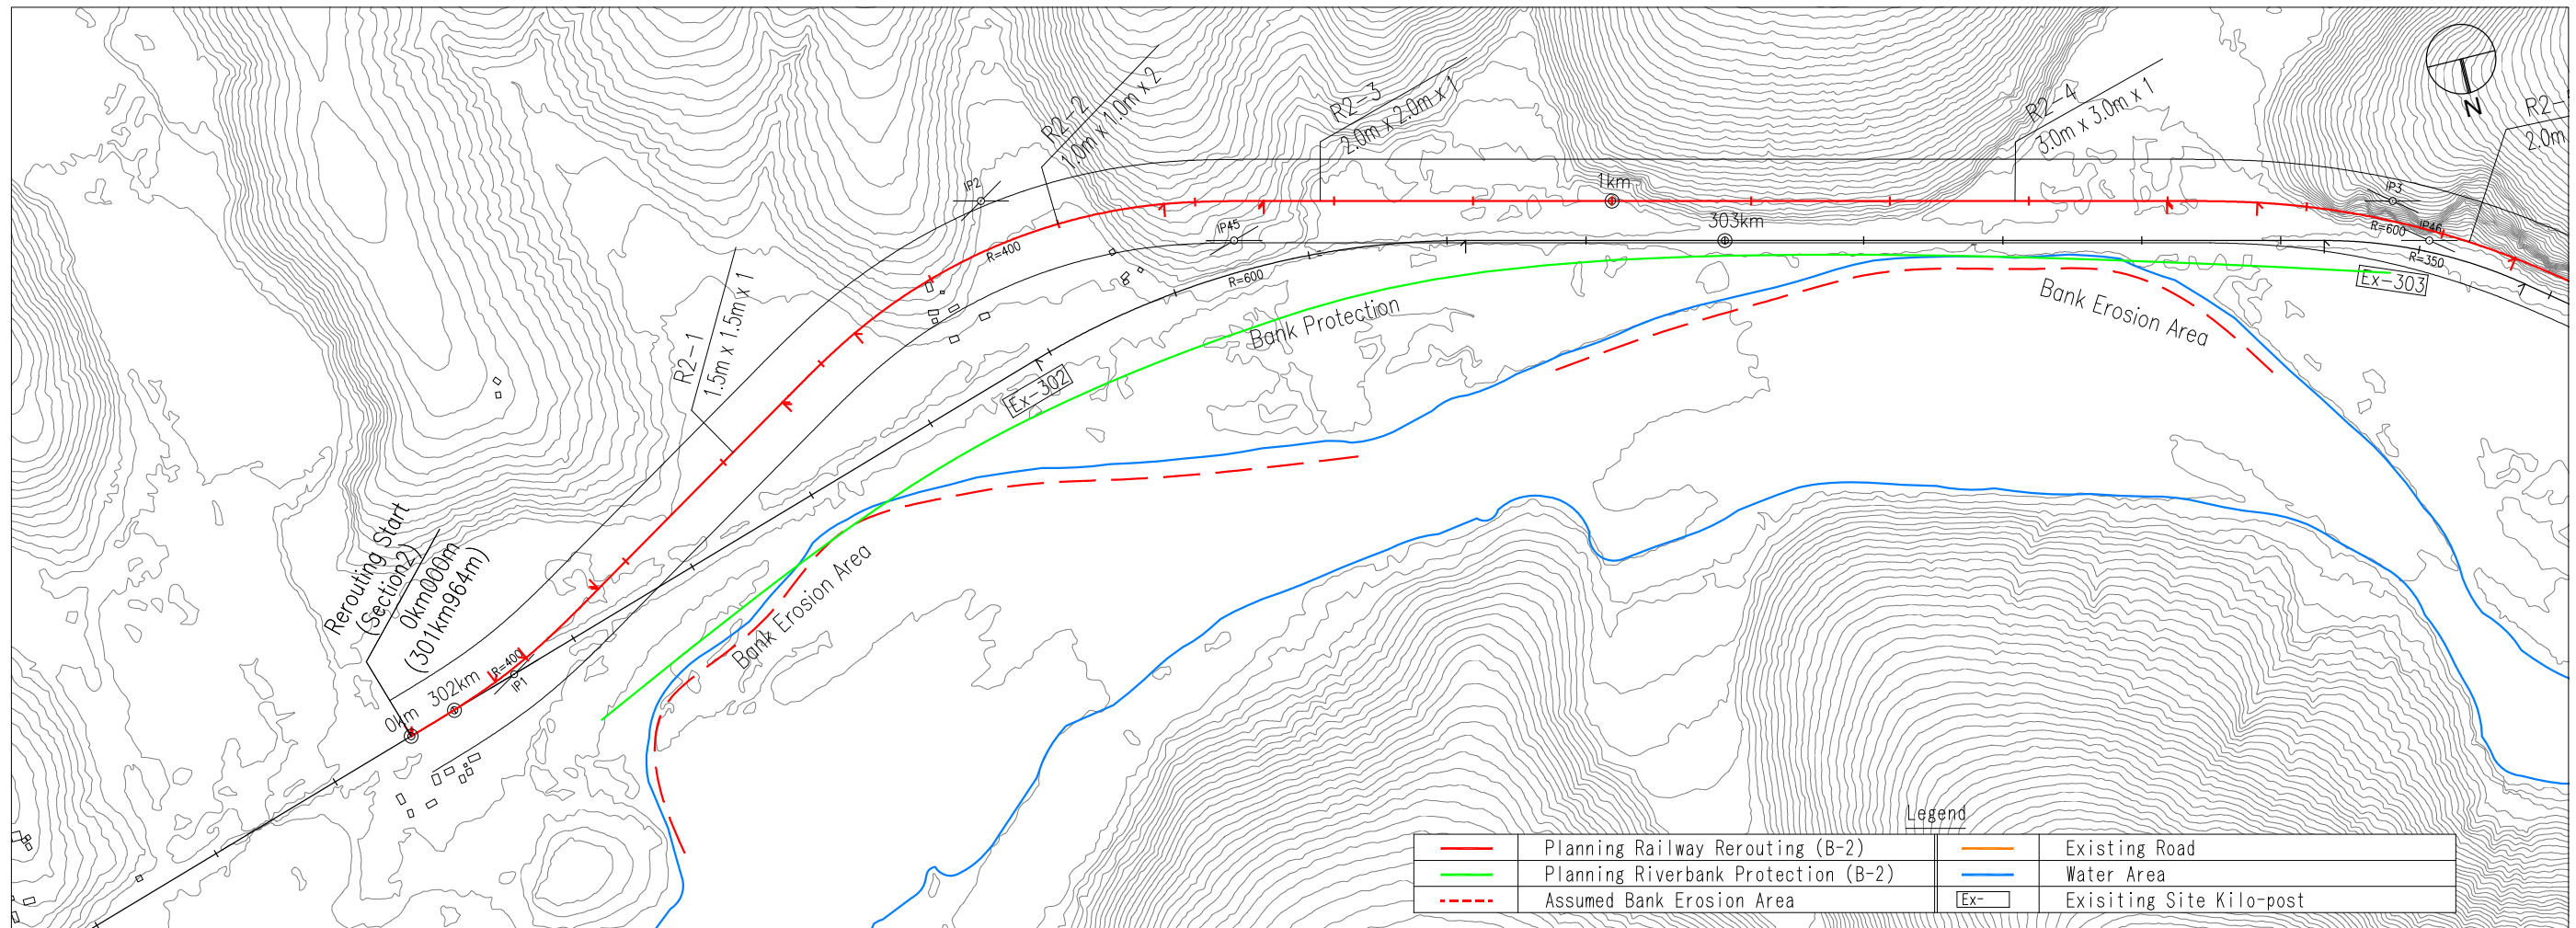 R2-2
1.0m x 1.0m x 2
R2-3
2.0m x 2.0m x 1
R2-4
3.0m x 3.0m x 1
R2-
2.0m
N
IP2
1km
IP3
303km
IP45
IP46
R=400
R=600
R=600
R=350
Ex-303
R2-1
1.5m x 1.5m x 1
Bank Protection
Bank Erosion Area
Ex-302
Rerouting Start
(Section2)
0km000m
(301km964m)
Bank Erosion Area
R=400
IP1
302km
0km
Legend
Planning Railway Rerouting (B-2)
Existing Road
Planning Riverbank Protection (B-2)
Water Area
Assumed Bank Erosion Area
Ex-
Exisiting Site Kilo-post